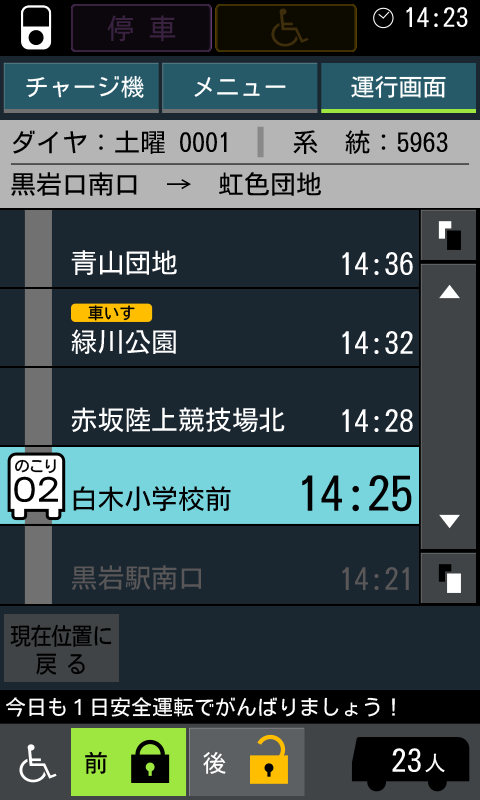 停 車
14:23
チャージ機 メニュー 運行画面
ダイヤ：土曜 0001 系 統：5963
黒岩口南口 → 虹色団地
青山団地 14:36
車いす
緑川公園 14:32
赤坂陸上競技場北 14:28
のこり
02 白木小学校前 14:25
黒岩駅南口 14:21
現在位置に
戻 る
今日も１日安全運転でがんばりましょう！
前 後 23人